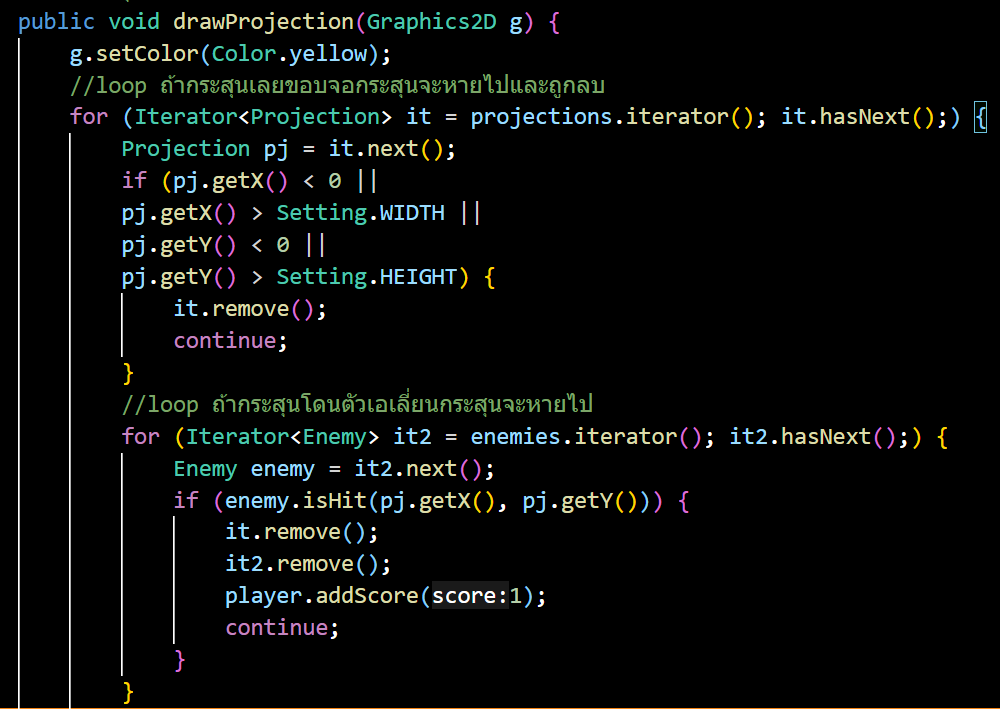 public void drawProjection(Graphics2D g) {
g.setColor(Color.yellow);
//loop ถ้ากระสุนเลยขอบจอกระสุนจะหายไปและถูกลบ
for (Iterator<Projection> it = projections.iterator(); it.hasNext();) {
Projection pj = it.next();
if (pj.getX() < 0 ||
pj.getX() > Setting.WIDTH ||
pj.getY() < 0 ||
pj.getY() > Setting.HEIGHT) {
it.remove();
continue;
}
//loop ถ้ากระสุนโดนตัวเอเลี่ยนกระสุนจะหายไป
for (Iterator<Enemy> it2 = enemies.iterator(); it2.hasNext();) {
Enemy enemy = it2.next();
if (enemy.isHit(pj.getX(), pj.getY())) {
it.remove();
it2.remove();
player.addScore(score:1);
continue;
}
}